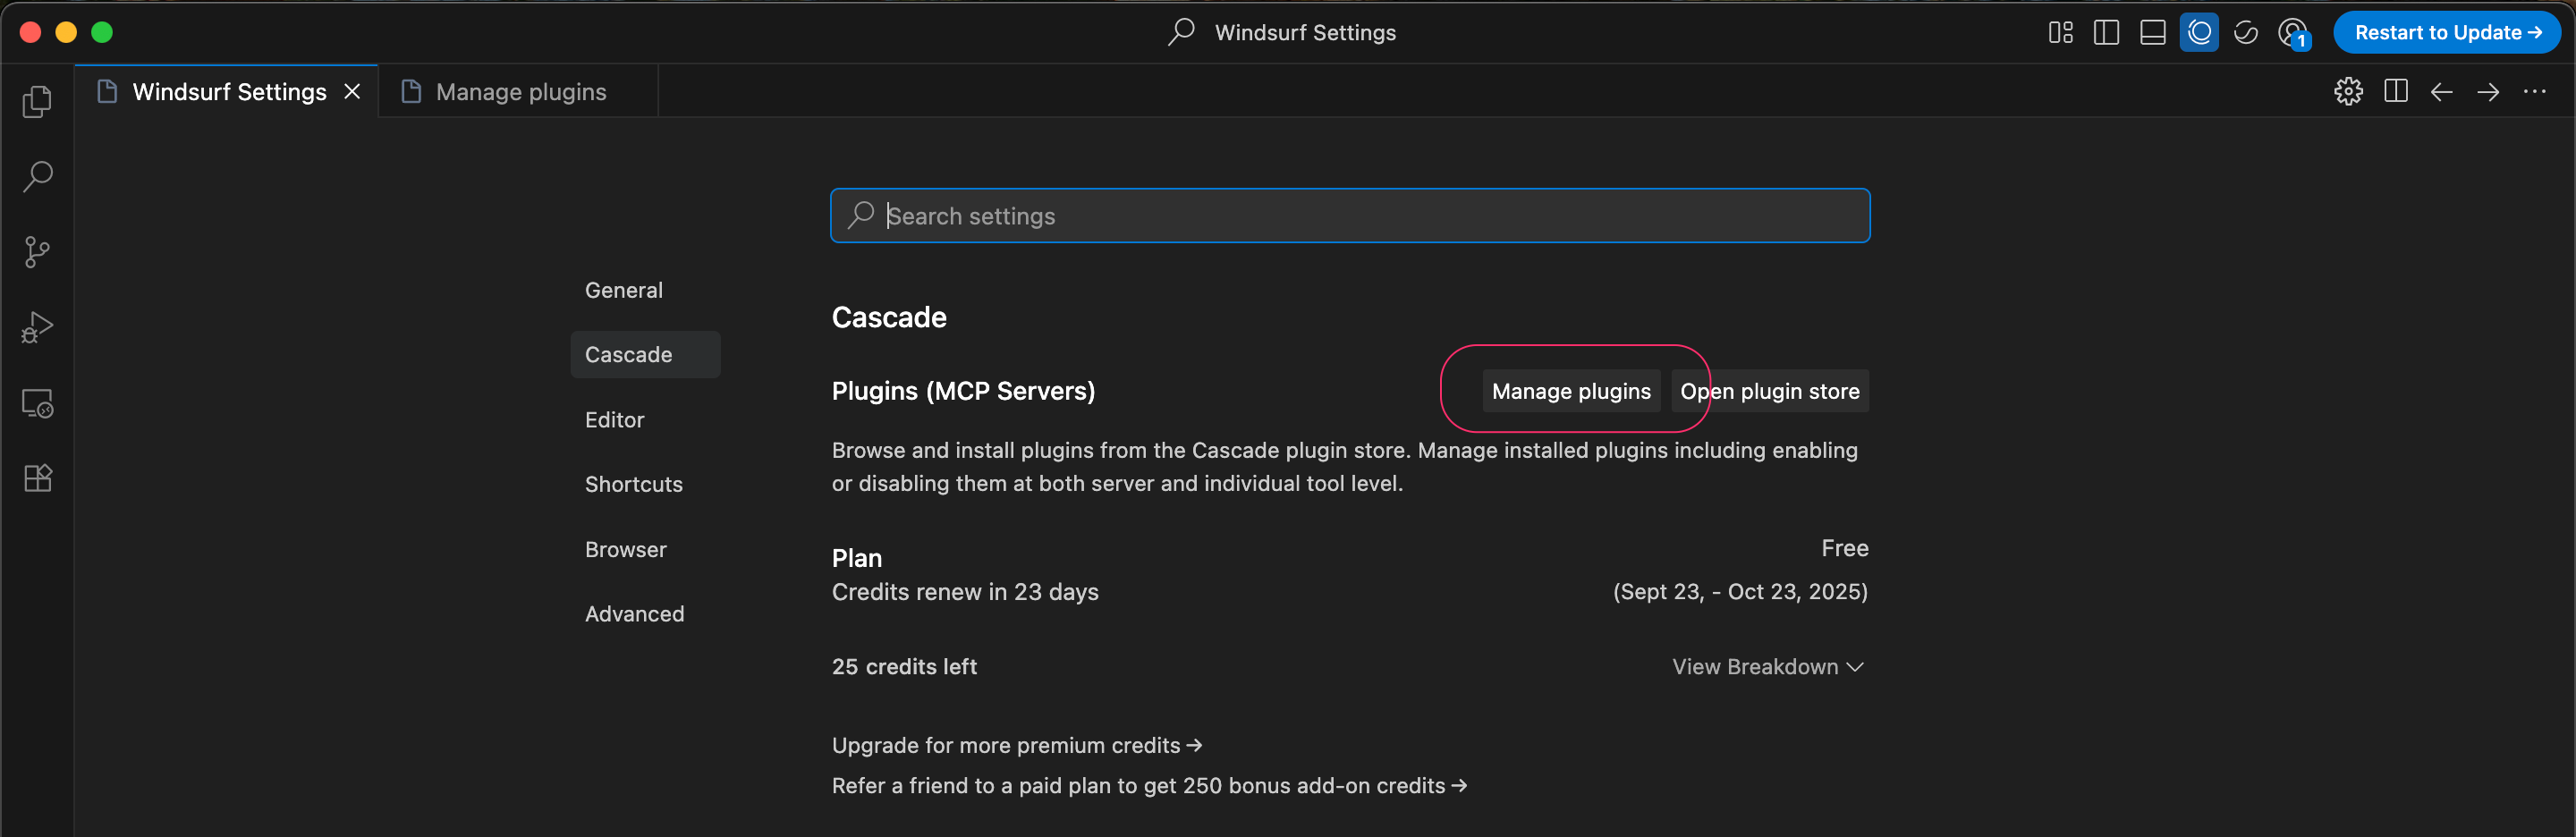 Windsurf Settings
1
Restart to Update →
Windsurf Settings
Manage plugins
Search settings
General
Cascade
Editor
Shortcuts
Browser
Advanced
Cascade
Plugins (MCP Servers)
Manage plugins
Open plugin store
Browse and install plugins from the Cascade plugin store. Manage installed plugins including enabling
or disabling them at both server and individual tool level.
Plan
Free
Credits renew in 23 days
(Sept 23, - Oct 23, 2025)
25 credits left
View Breakdown
Upgrade for more premium credits →
Refer a friend to a paid plan to get 250 bonus add-on credits →